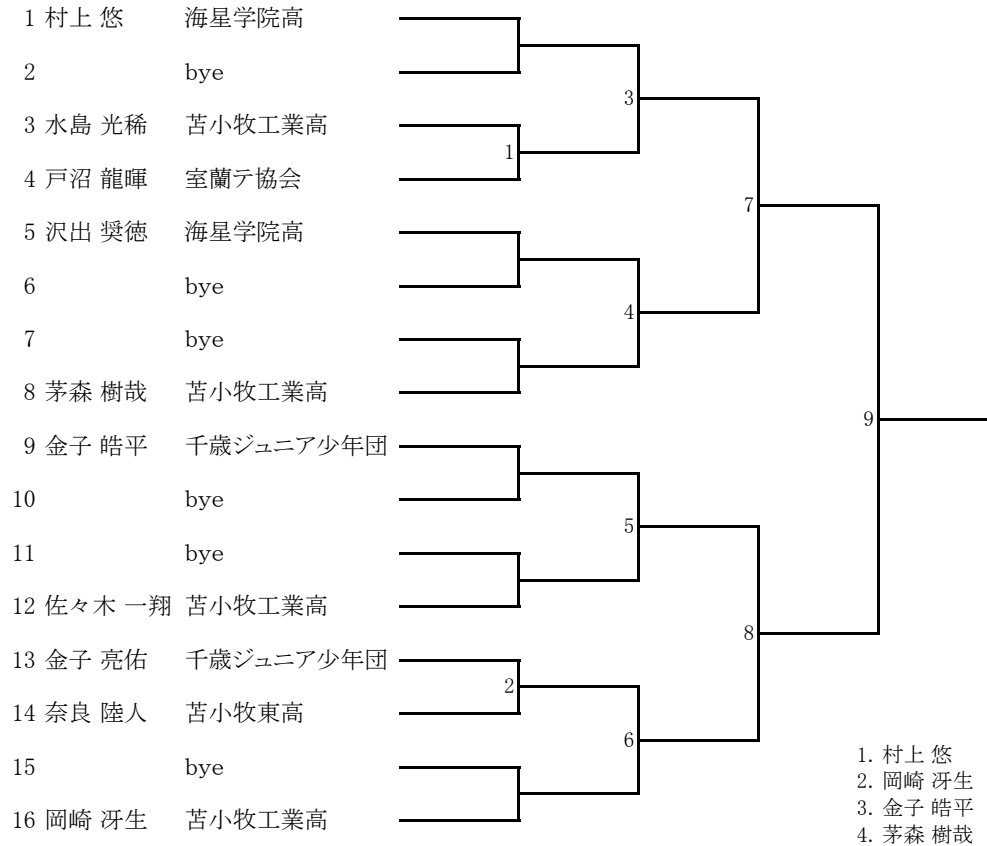 1 村上 悠 海星学院高
2 bye
3
3 水島 光稀 苫小牧工業高
1
4 戸沼 龍暉 室蘭テ協会
7
5 沢出 奨徳 海星学院高
6 bye
4
7 bye
8 茅森 樹哉 苫小牧工業高
9
9 金子 皓平 千歳ジュニア少年団
10 bye
5
11 bye
12 佐々木 一翔 苫小牧工業高
8
13 金子 亮佑 千歳ジュニア少年団
2
14 奈良 陸人 苫小牧東高
6
15 bye
16 岡崎 冴生 苫小牧工業高
1. 村上 悠
2. 岡崎 冴生
3. 金子 皓平
4. 茅森 樹哉